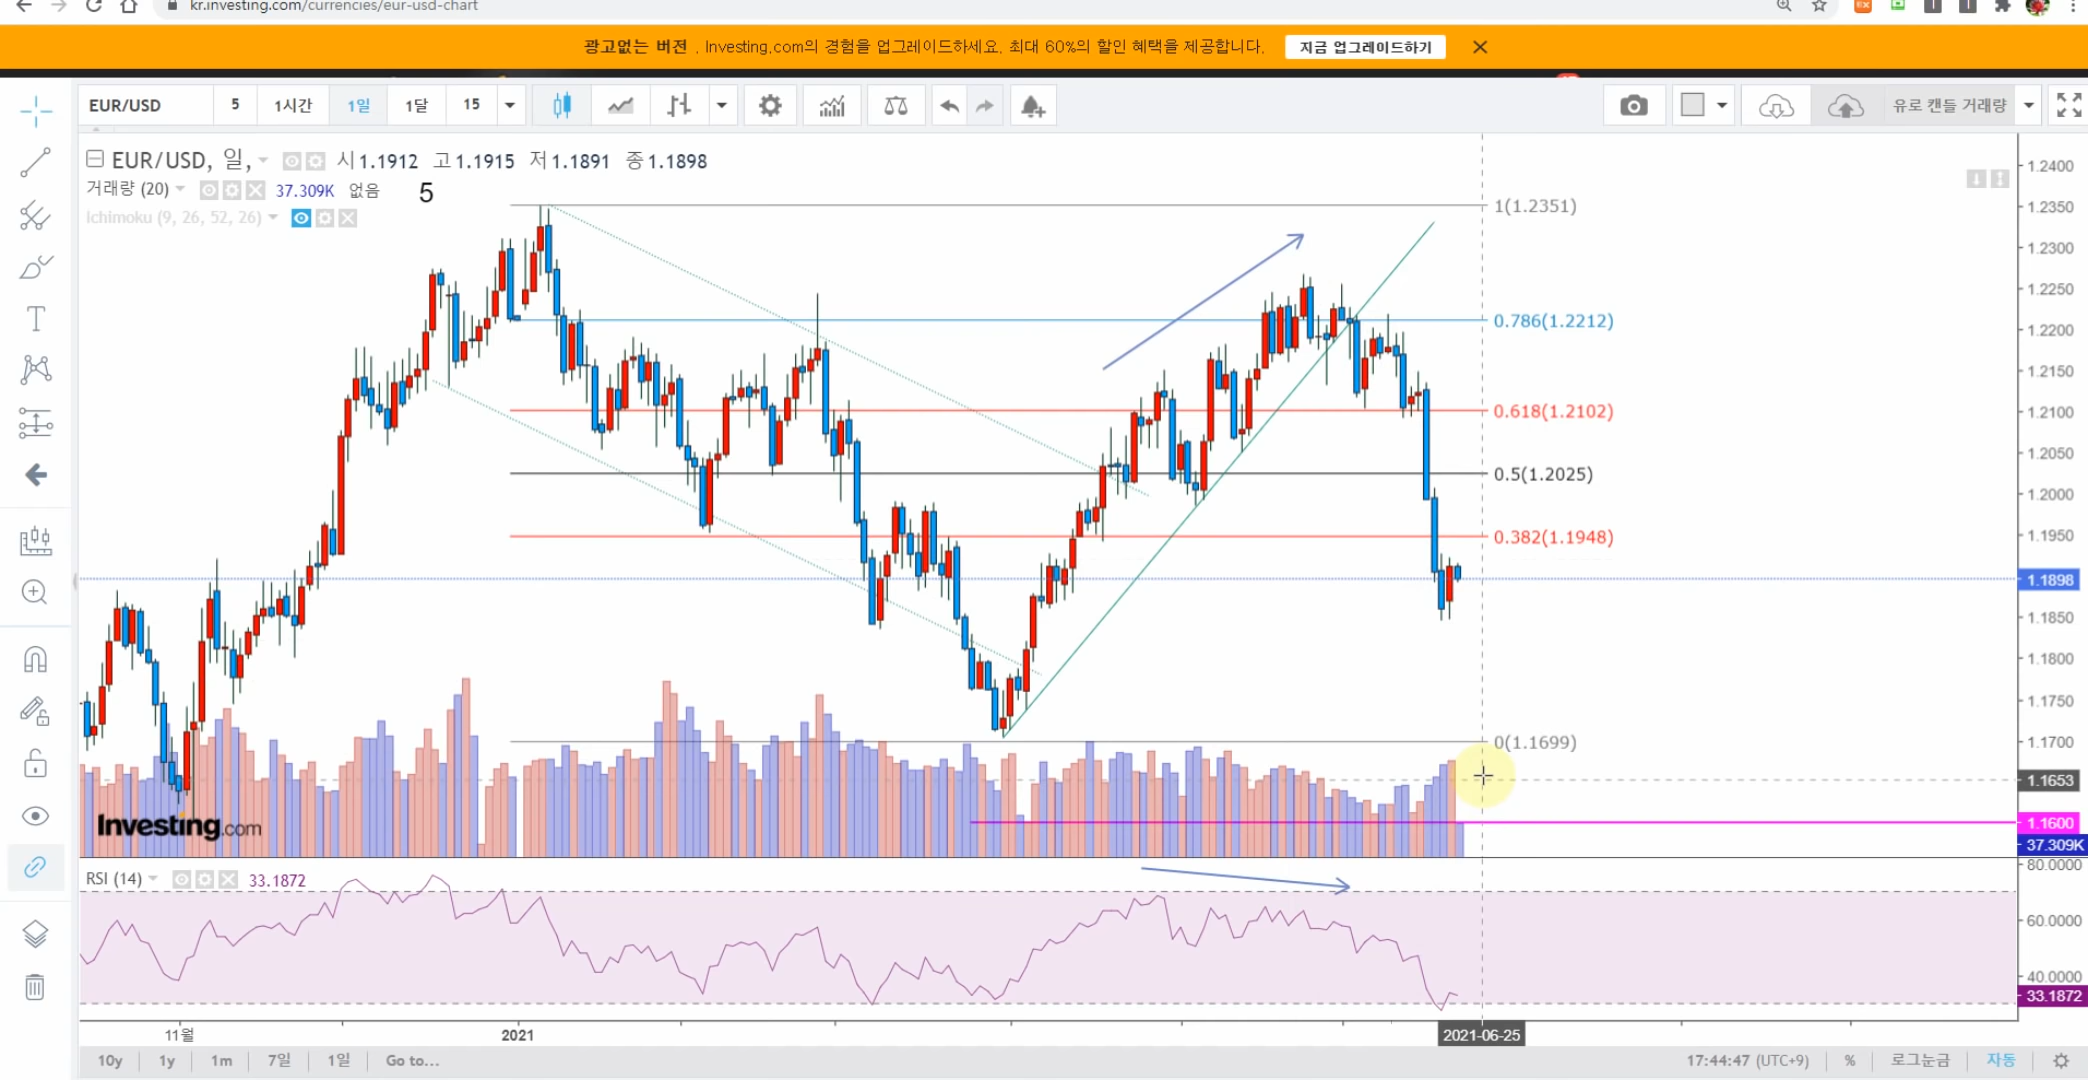 kr.investing.com/currencies/eur-usd-chart
광고없는 버전 . Investing.com의 경험을 업그레이드하세요. 최대 60%의 할인 혜택을 제공합니다. 지금 업그레이드하기
EUR/USD 5 1시간 1일 1달 15 유로 캔들 거래량
EUR/USD, 일, 시1.1912 고1.1915 저1.1891 종1.1898
거래량 (20) 37.309K 없음 5
Ichimoku (9, 26, 52, 26)
1(1.2351)
0.786(1.2212)
0.618(1.2102)
0.5(1.2025)
0.382(1.1948)
0(1.1699)
1.2400
1.2350
1.2300
1.2250
1.2200
1.2150
1.2100
1.2050
1.2000
1.1950
1.1898
1.1850
1.1800
1.1750
1.1700
1.1653
1.1600
37.309K
Investing.com
RSI (14) 33.1872
80.0000
60.0000
40.0000
33.1872
11월 2021 2021-06-25
10y 1y 1m 7일 1일 Go to... 17:44:47 (UTC+9) % 로그눈금 자동